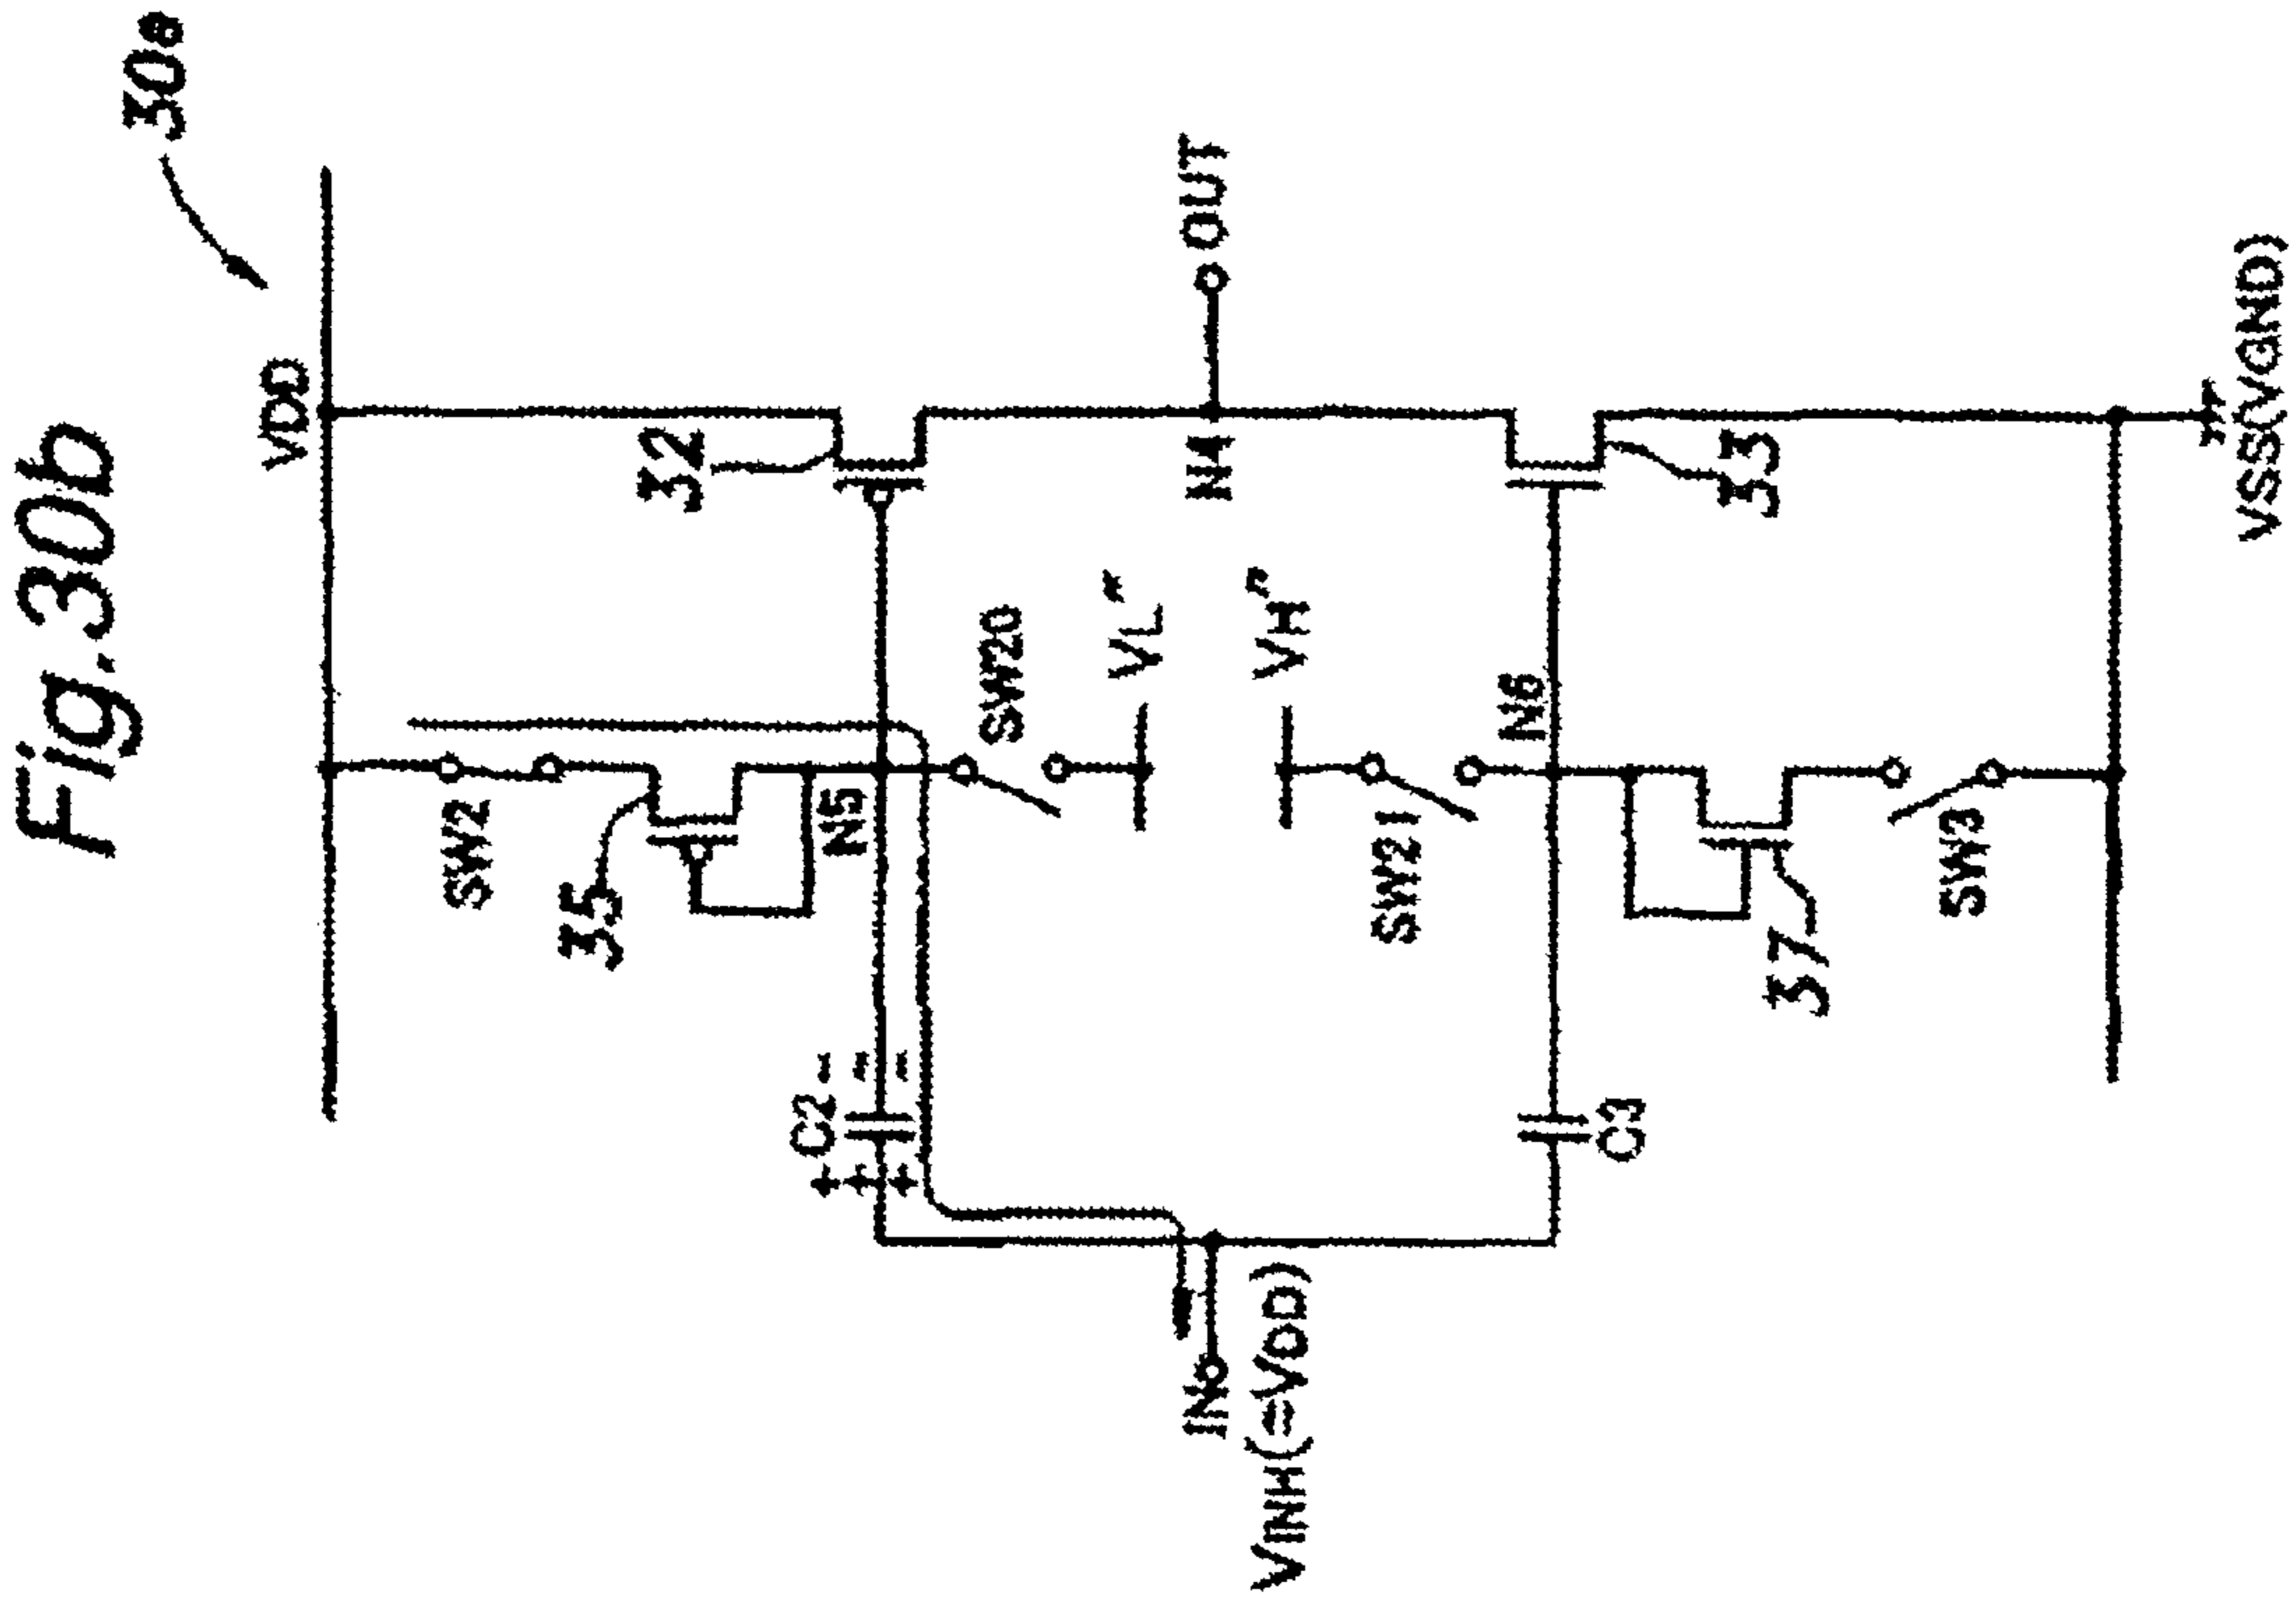 Fig.30b
30a
VDD
SW2
35
32
C2
N5
+ -
+ -
+ -
SW20
VL"
IN
N4
OUT
VINH(=VDD)
VH"
SW21
N6
C3
33
37
SW3
VSS(VGND)